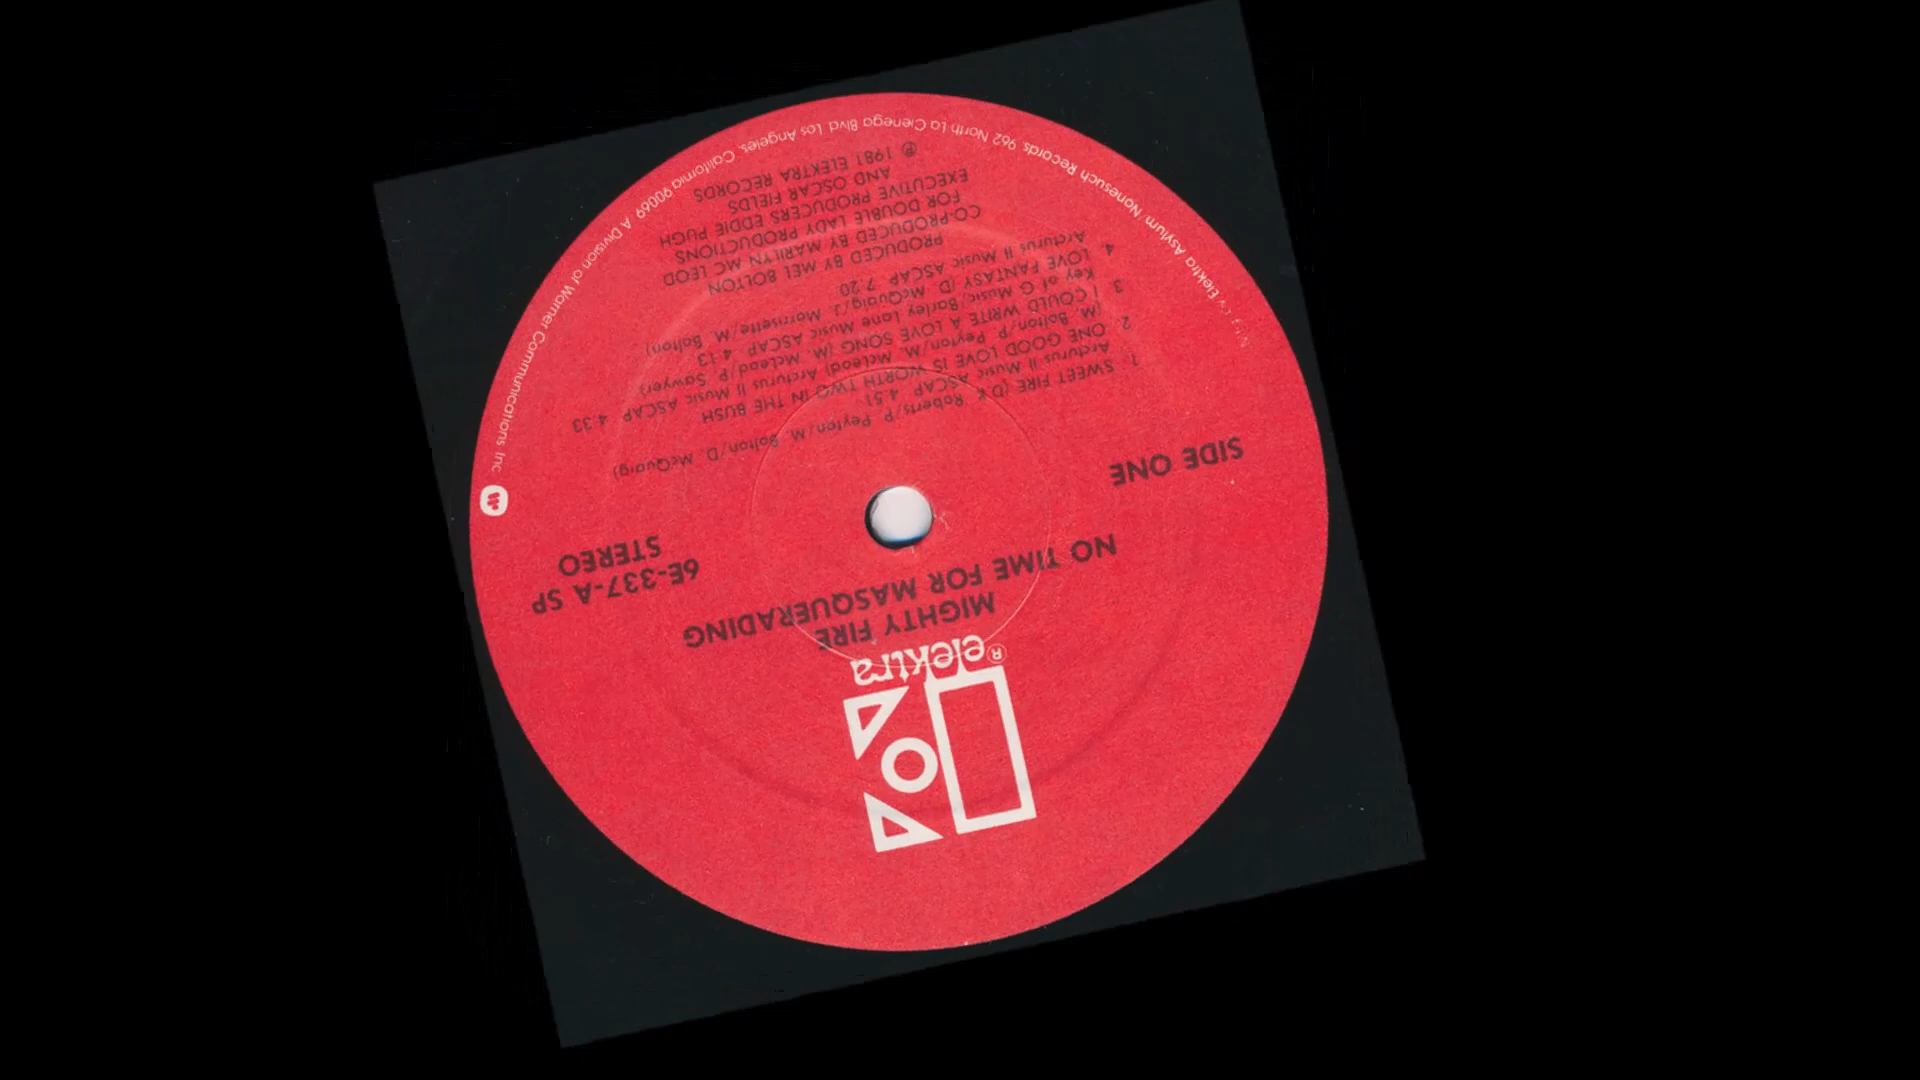 elektra®
MIGHTY FIRE
NO TIME FOR MASQUERADING
6E-337-A SP
STEREO
SIDE ONE
1. SWEET FIRE (D. K. Roberts/P. Peyton/M. Bolton/D. McQuaig)
Arcturus II Music ASCAP 4:51
2. ONE GOOD LOVE IS WORTH TWO IN THE BUSH
(M. Bolton/P. Peyton/M. McLeod) Arcturus II Music ASCAP 4:33
3. I COULD WRITE A LOVE SONG (M. McLeod/P. Sawyer)
Key of G Music/Barley Lane Music ASCAP 4:13
4. LOVE FANTASY (D. McQuaig/J. Morrisette/M. Bolton)
Arcturus II Music ASCAP 7:20
PRODUCED BY MEL BOLTON
CO-PRODUCED BY MARILYN MC LEOD
FOR DOUBLE LADY PRODUCTIONS
EXECUTIVE PRODUCERS EDDIE PUGH
AND OSCAR FIELDS
℗ 1981 ELEKTRA RECORDS
Elektra Asylum Nonesuch Records, 962 North La Cienega Blvd. Los Angeles, California 90069 A Division of Warner Communications Inc.